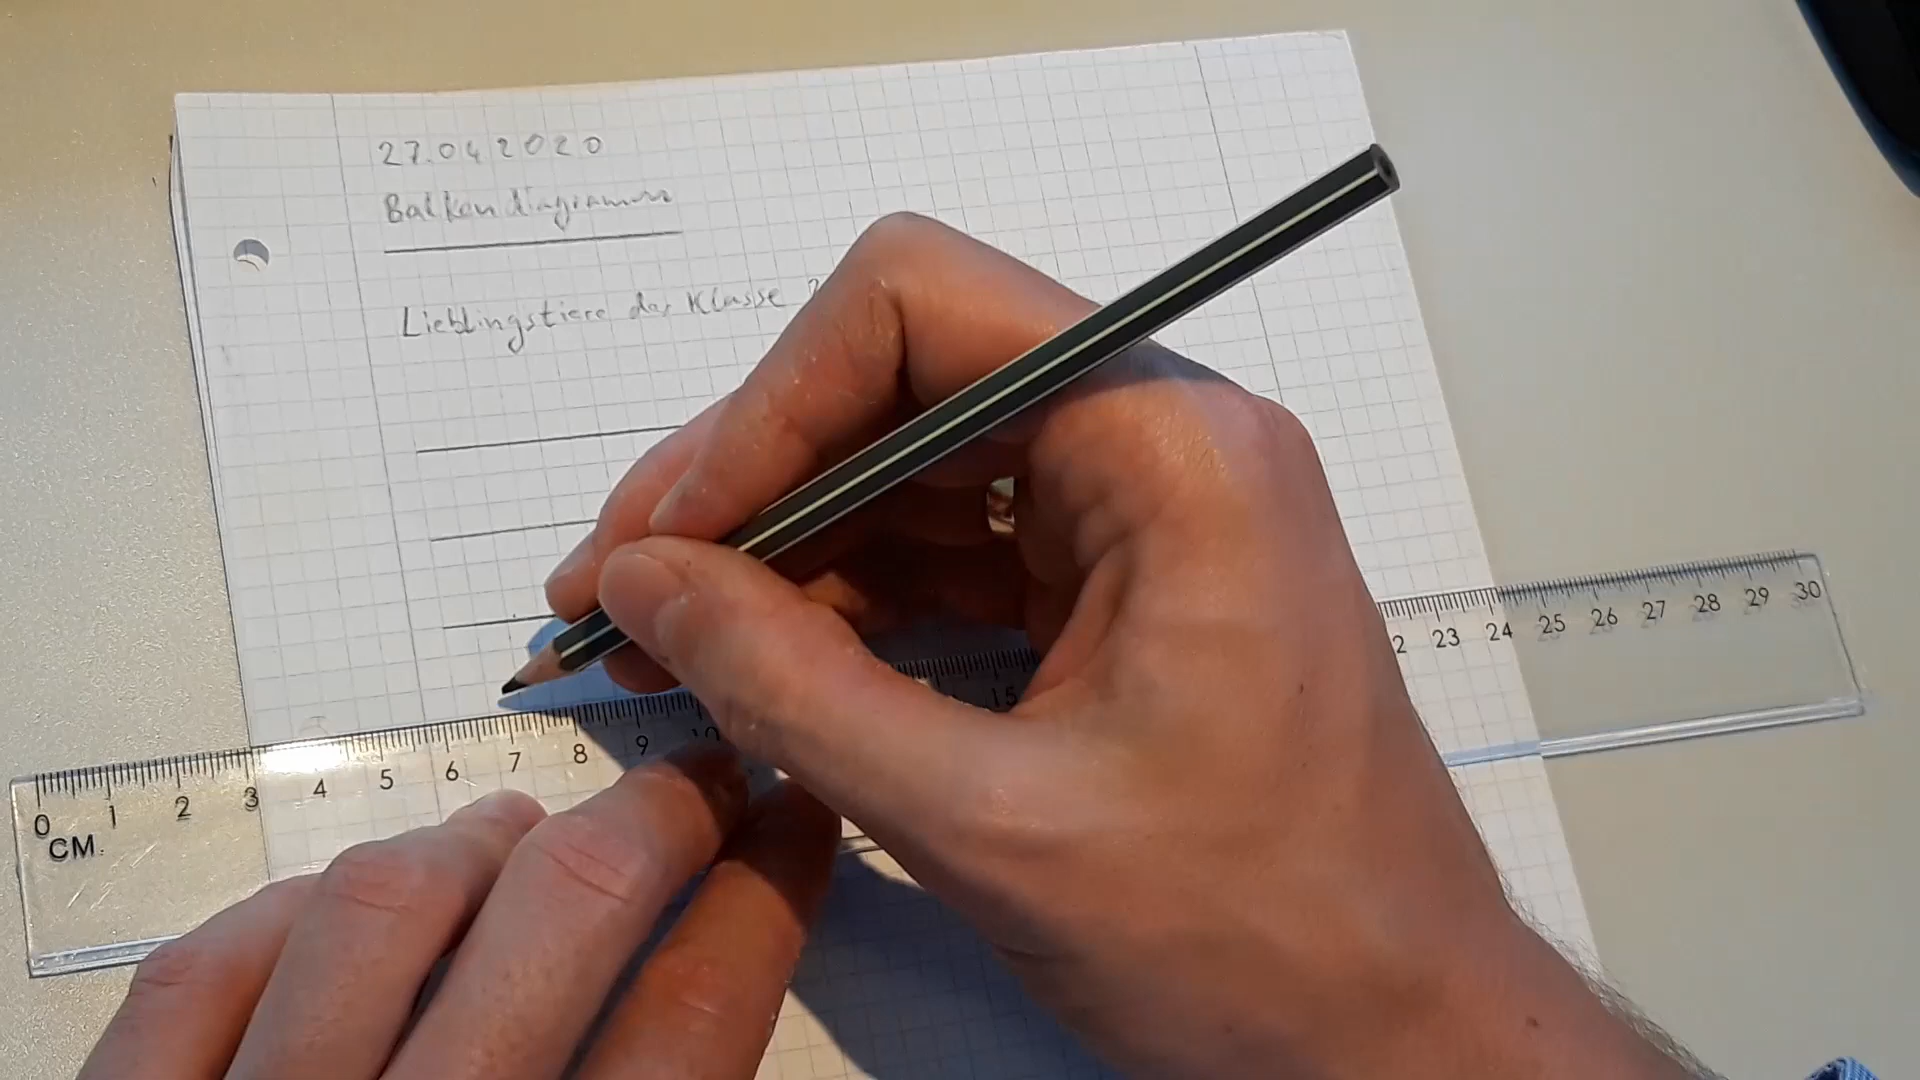 27.04 2020
Balkendiagramm
Lieblingstiere der Klasse
0 1 2 3 4 5 6 7 8 9 10 15 23 24 25 26 27 28 29 30
CM.